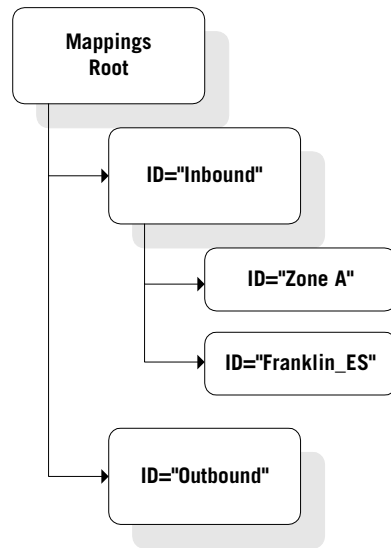 Mappings
Root
ID="Inbound"
ID="Zone A"
ID="Franklin_ES"
ID="Outbound"